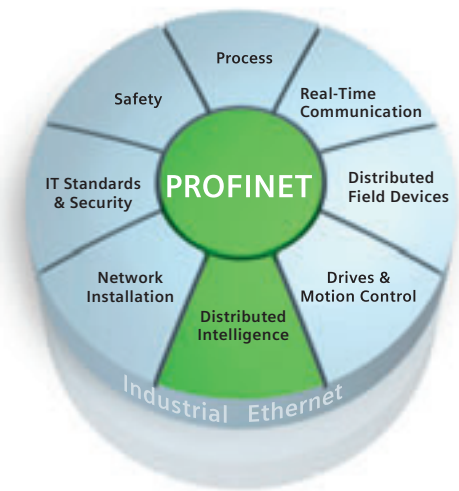 Process
Real-Time
Communication
Safety
Distributed
Field Devices
IT Standards
& Security
PROFINET
Network
Installation
Drives &
Motion Control
Distributed
Intelligence
Industrial Ethernet